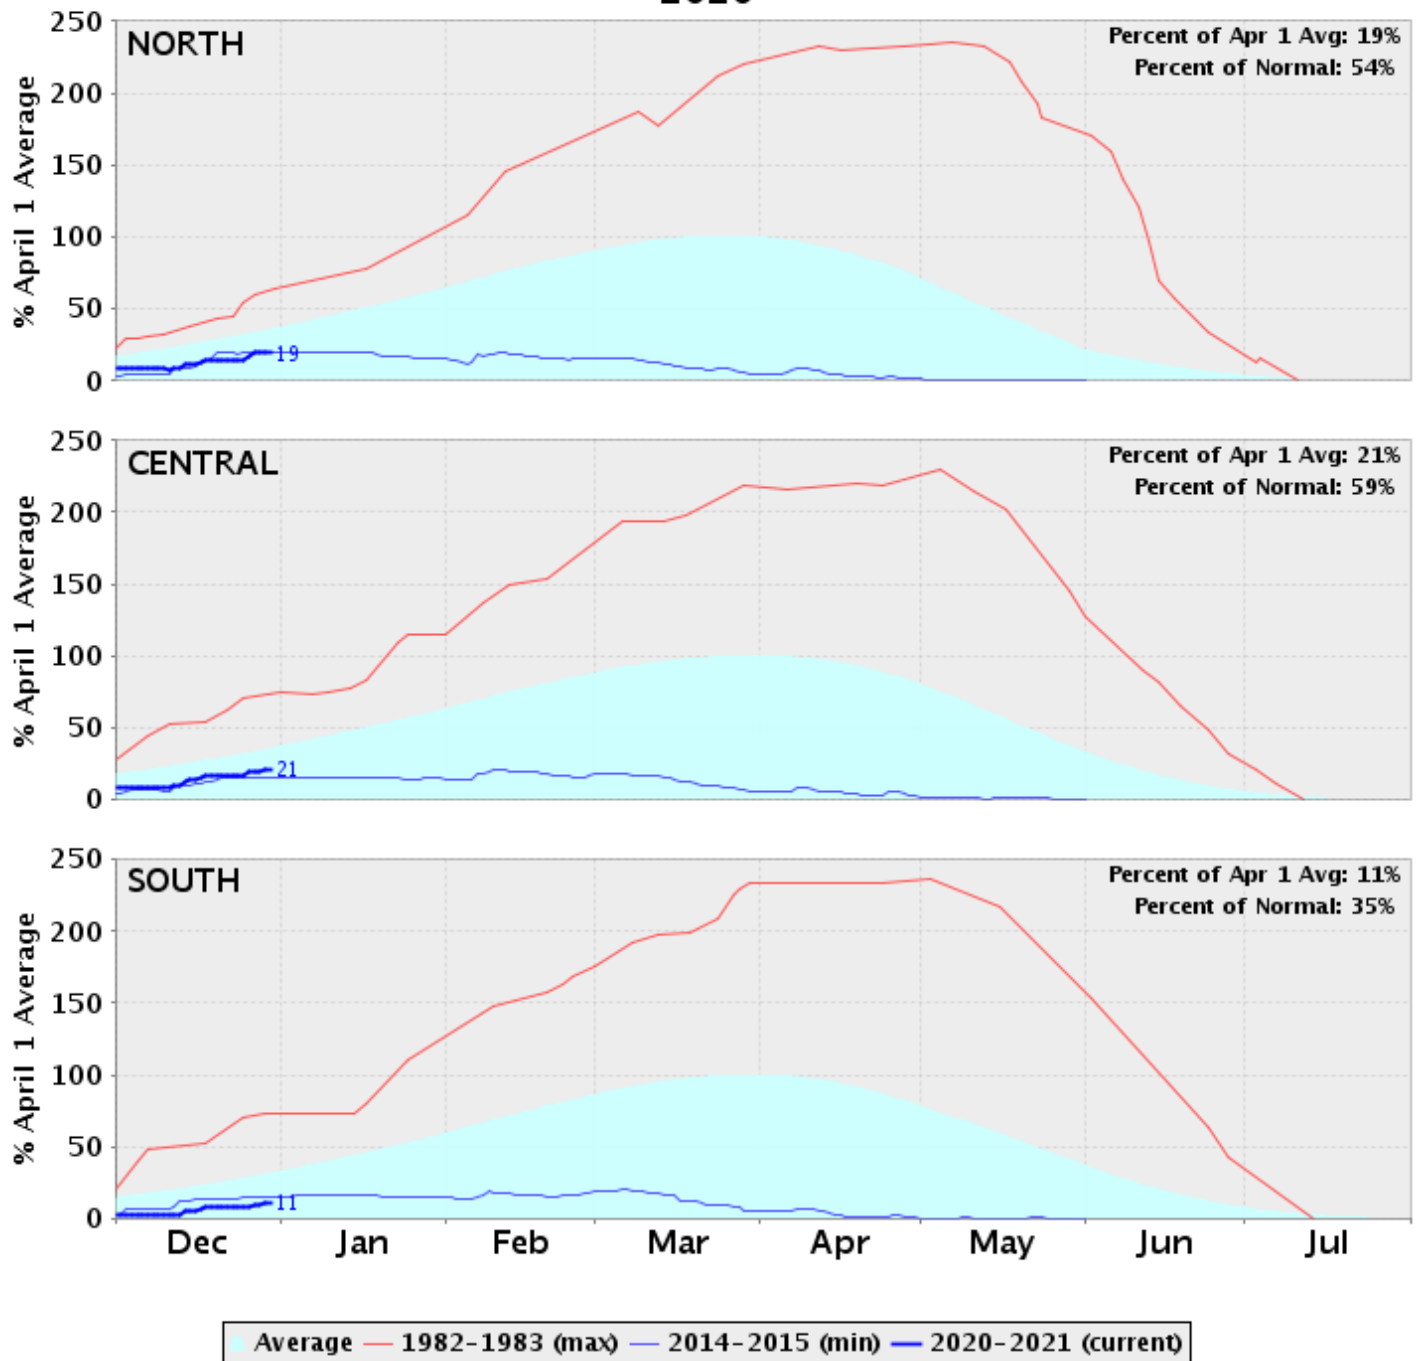 NORTH
Percent of Apr 1 Avg: 19%
Percent of Normal: 54%
% April 1 Average
250
200
150
100
50
0
19
CENTRAL
Percent of Apr 1 Avg: 21%
Percent of Normal: 59%
% April 1 Average
250
200
150
100
50
0
21
SOUTH
Percent of Apr 1 Avg: 11%
Percent of Normal: 35%
% April 1 Average
250
200
150
100
50
0
11
Dec Jan Feb Mar Apr May Jun Jul
Average 1982-1983 (max) 2014-2015 (min) 2020-2021 (current)